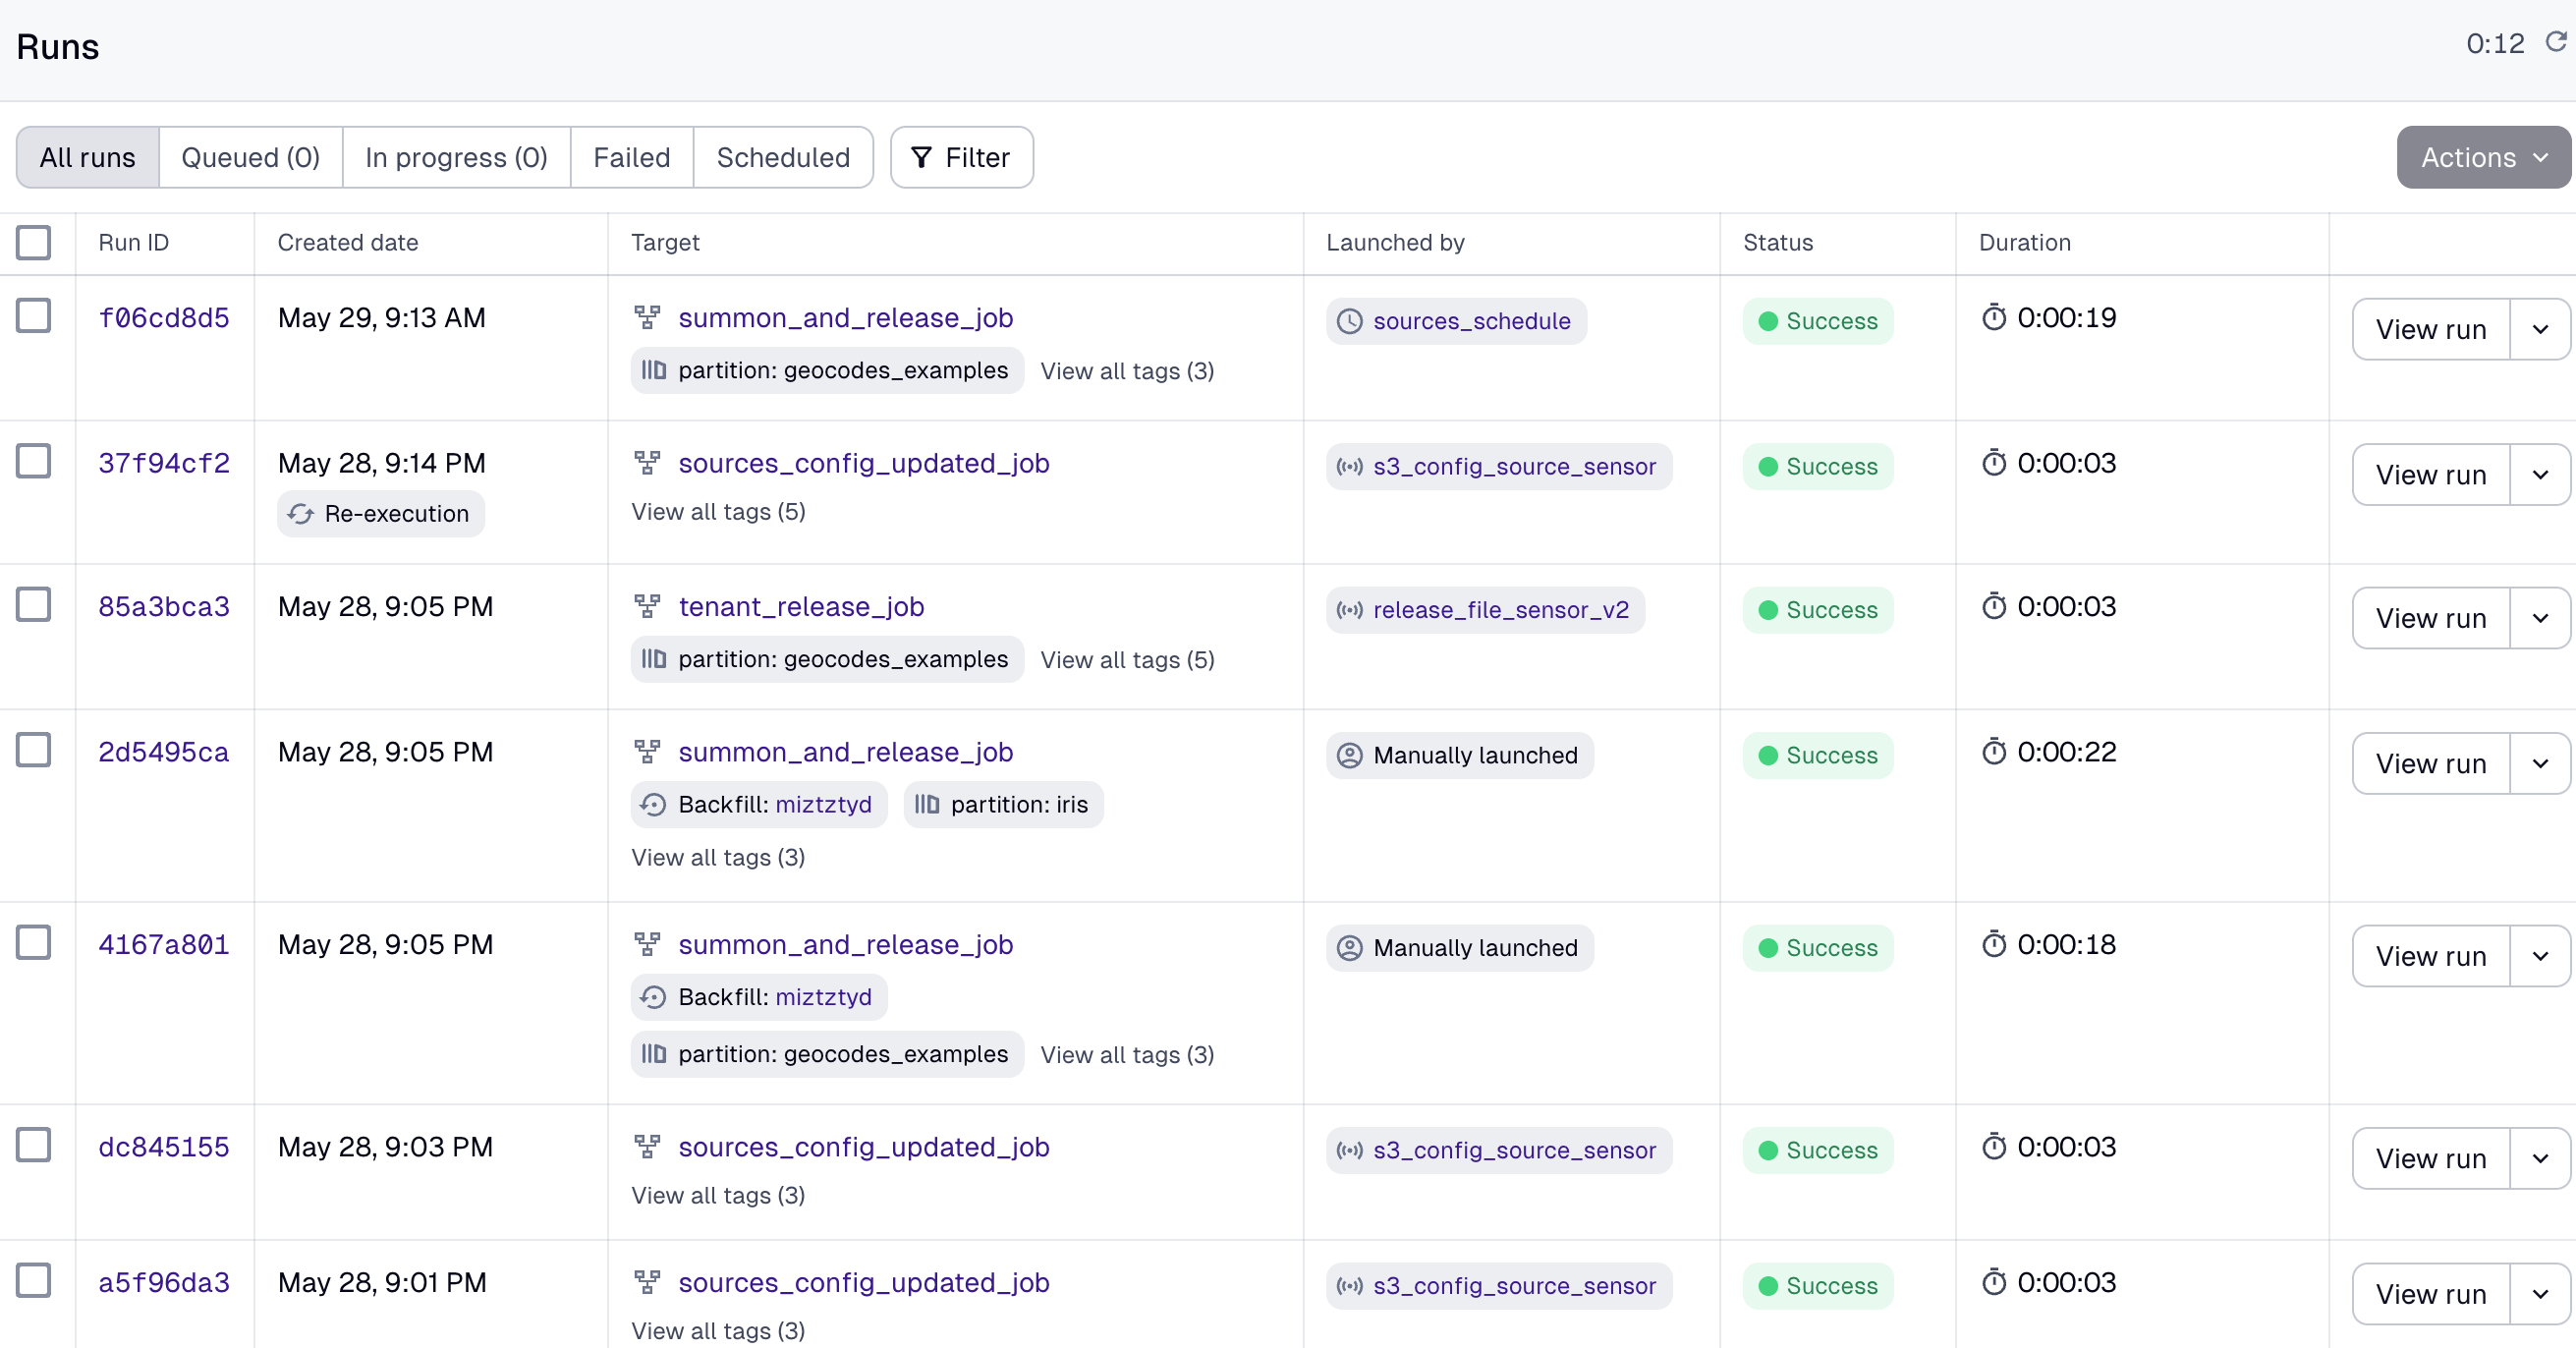 Runs
0:12
All runs Queued (0) In progress (0) Failed Scheduled Filter Actions
Run ID Created date Target Launched by Status Duration
f06cd8d5 May 29, 9:13 AM summon_and_release_job sources_schedule Success 0:00:19 View run
partition: geocodes_examples View all tags (3)
37f94cf2 May 28, 9:14 PM sources_config_updated_job s3_config_source_sensor Success 0:00:03 View run
Re-execution View all tags (5)
85a3bca3 May 28, 9:05 PM tenant_release_job release_file_sensor_v2 Success 0:00:03 View run
partition: geocodes_examples View all tags (5)
2d5495ca May 28, 9:05 PM summon_and_release_job Manually launched Success 0:00:22 View run
Backfill: miztztyd partition: iris
View all tags (3)
4167a801 May 28, 9:05 PM summon_and_release_job Manually launched Success 0:00:18 View run
Backfill: miztztyd
partition: geocodes_examples View all tags (3)
dc845155 May 28, 9:03 PM sources_config_updated_job s3_config_source_sensor Success 0:00:03 View run
View all tags (3)
a5f96da3 May 28, 9:01 PM sources_config_updated_job s3_config_source_sensor Success 0:00:03 View run
View all tags (3)